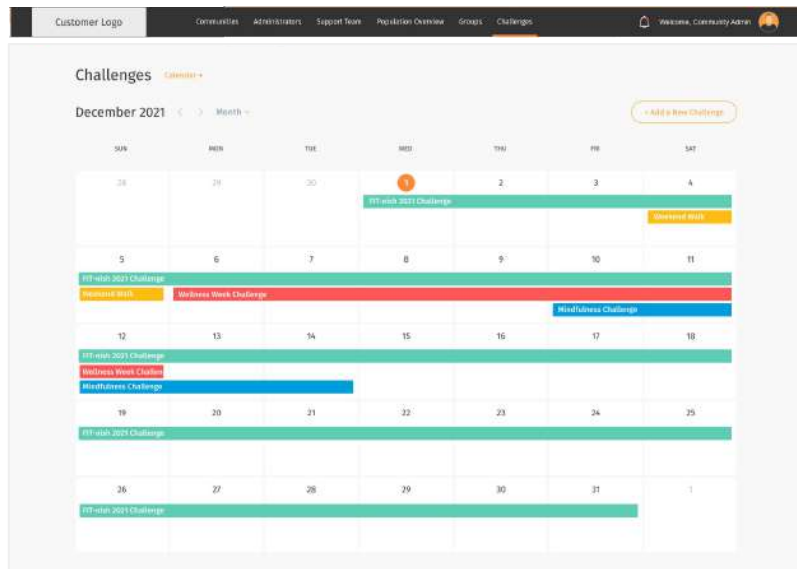 Customer Logo Communities Administrators Support Team Population Overview Groups Challenges Welcome, Community Admin
Challenges Calendar
December 2021 Month + Add a New Challenge
SUN MON TUE WED THU FRI SAT
28 29 30 1 2 3 4
FIT-nish 2021 Challenge
Weekend Walk
5 6 7 8 9 10 11
FIT-nish 2021 Challenge
Weekend Walk Wellness Week Challenge
Mindfulness Challenge
12 13 14 15 16 17 18
FIT-nish 2021 Challenge
Wellness Week Challen
Mindfulness Challenge
19 20 21 22 23 24 25
FIT-nish 2021 Challenge
26 27 28 29 30 31 1
FIT-nish 2021 Challenge